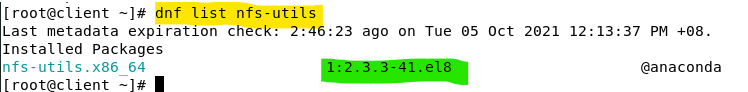 [root@client ~]# dnf list nfs-utils
Last metadata expiration check: 2:46:23 ago on Tue 05 Oct 2021 12:13:37 PM +08.
Installed Packages
nfs-utils.x86_64 1:2.3.3-41.el8 @anaconda
[root@client ~]#